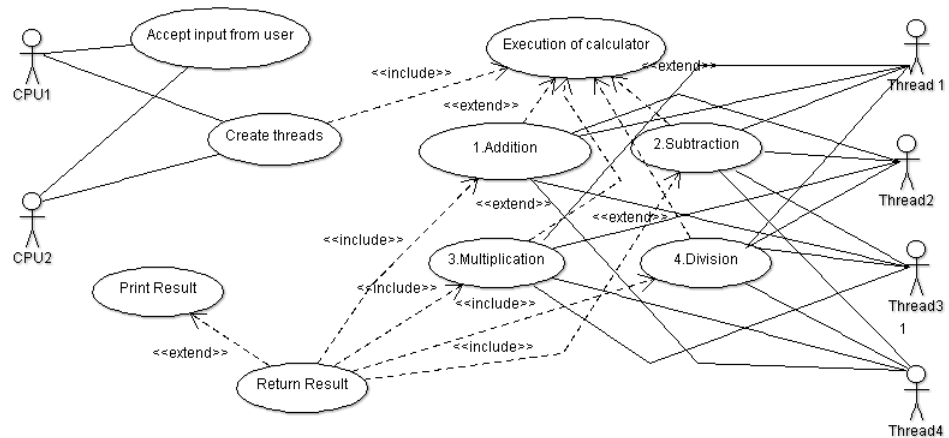 Accept input from user
Execution of calculator
<<extend>>
<<include>>
CPU1
Thread 1
<<extend>>
Create threads
1.Addition
2.Subtraction
Thread2
<<extend>>
<<extend>>
CPU2
<<include>>
3.Multiplication
4.Division
<<include>>
Print Result
<<include>>
Thread3
1
<<extend>>
<<include>>
Return Result
Thread4